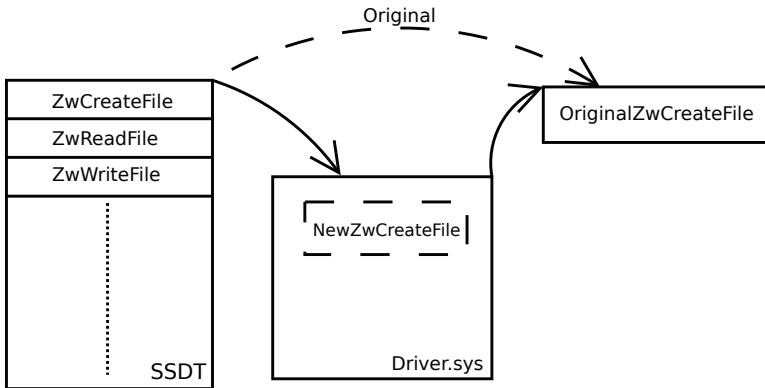 Original
ZwCreateFile
ZwReadFile
ZwWriteFile
SSDT
NewZwCreateFile
Driver.sys
OriginalZwCreateFile